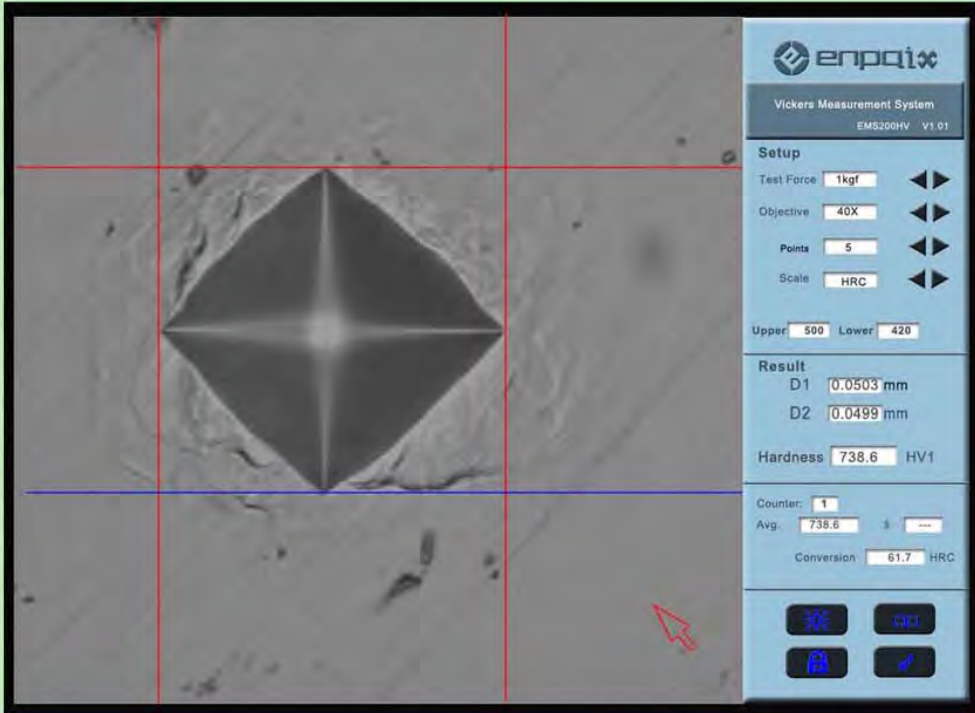 enpqix
Vickers Measurement System
EMS200HV V1.01
Setup
Test Force 1kgf
Objective 40X
Points 5
Scale HRC
Upper 500 Lower 420
Result
D1 0.0503 mm
D2 0.0499 mm
Hardness 738.6 HV1
Counter: 1
Avg. 738.6 ---
Conversion 61.7 HRC